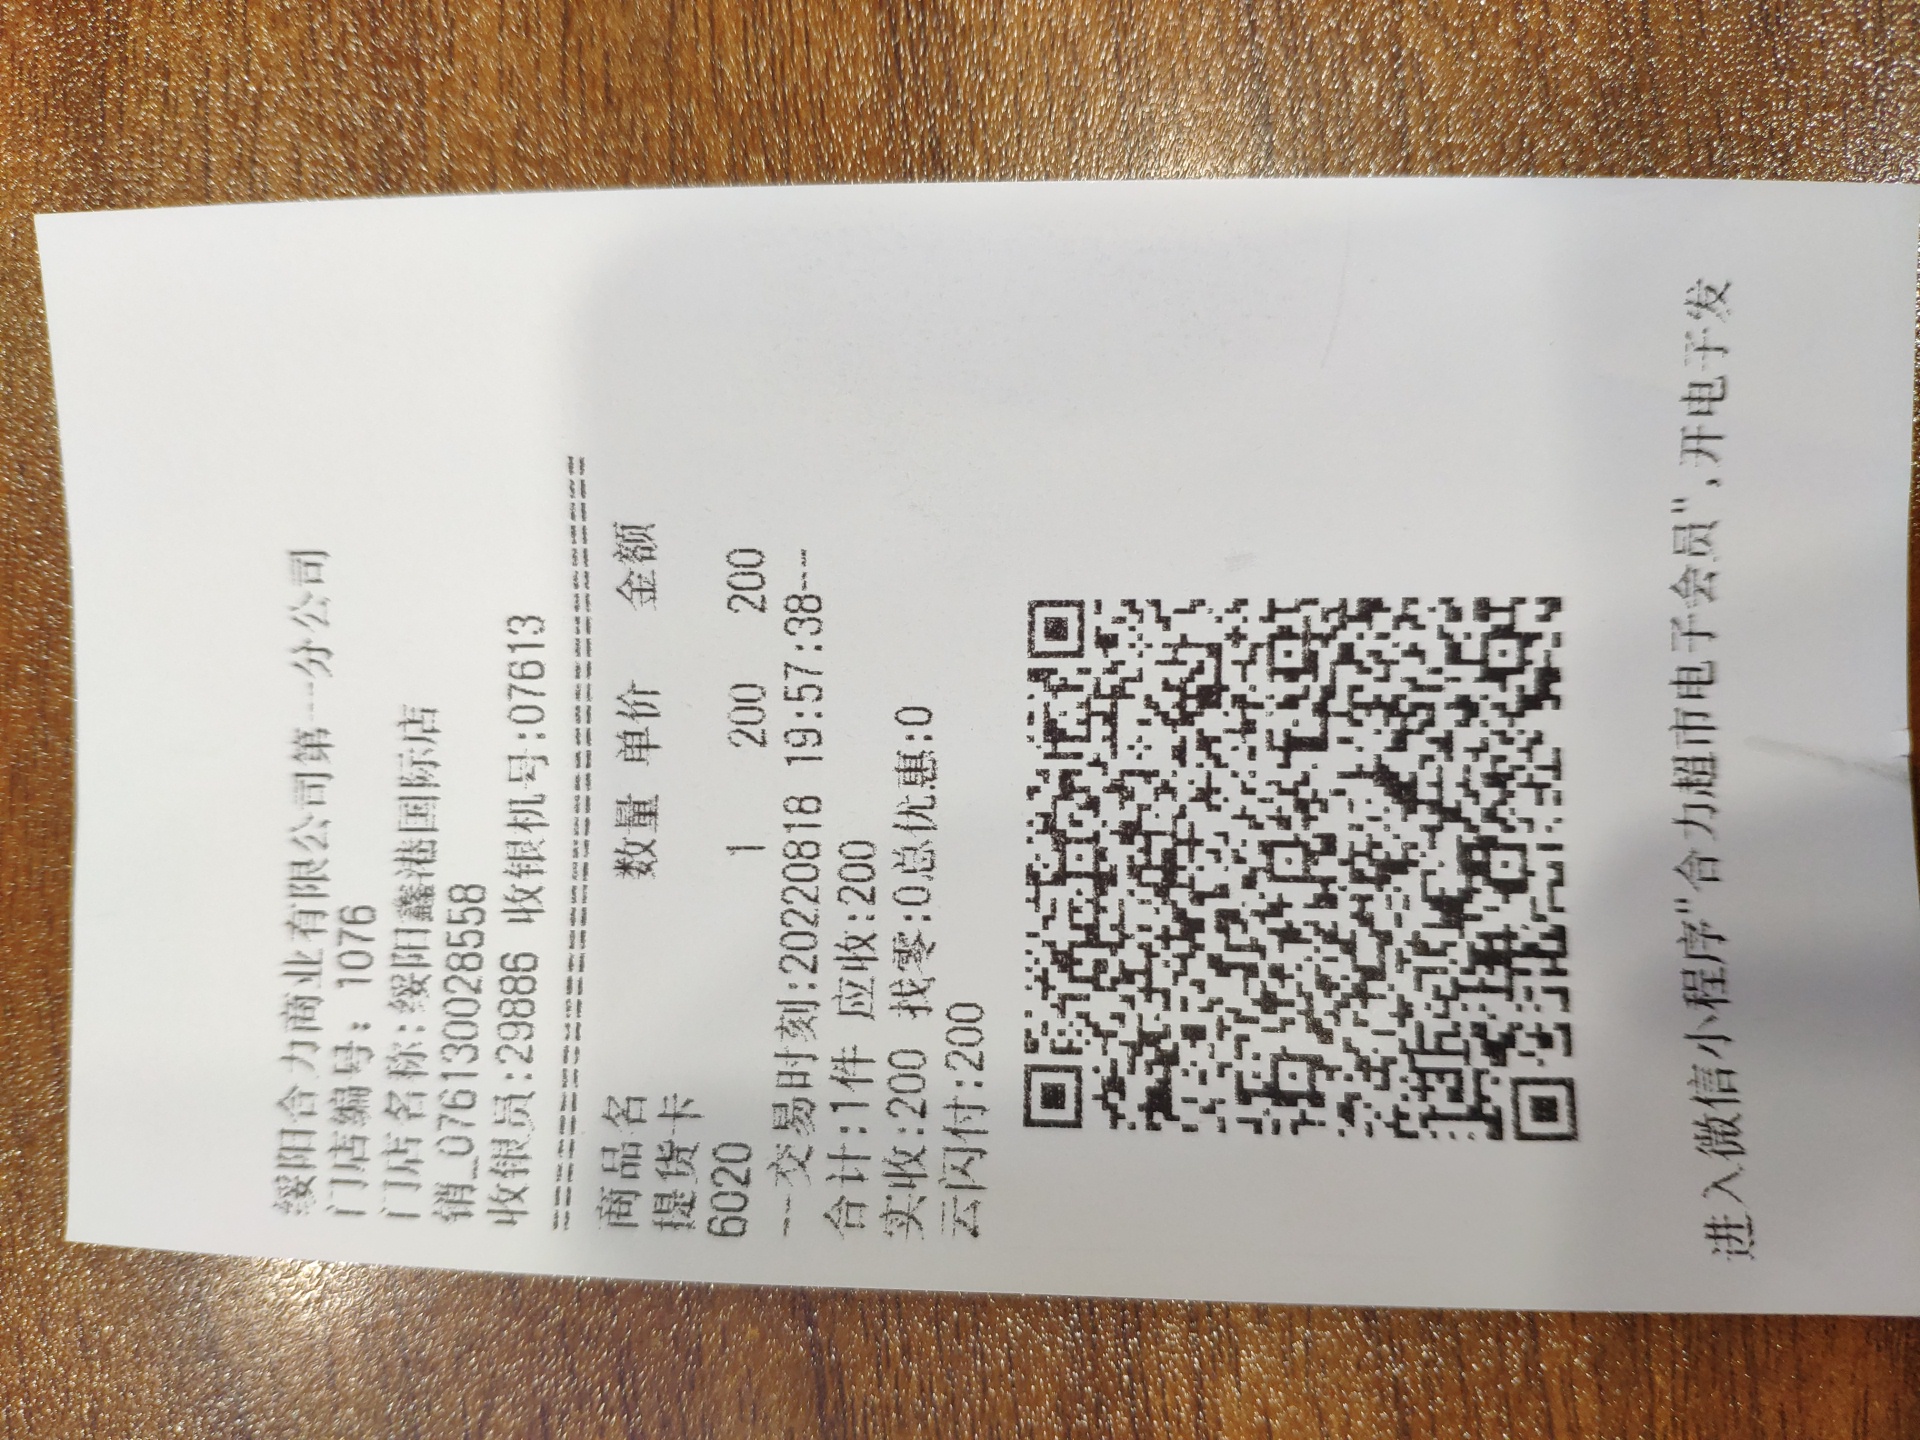 绥阳合力商业有限公司第一分公司
门店编号: 1076
门店名称:绥阳鑫港国际店
销_0761300285​58
收银员:29886 收银机号:07613
商品名 数量 单价 金额
提货卡
6020 1 200 200
---交易时刻:20220818 19:57:38---
合计:1件 应收:200
实收:200 找零:0总优惠:0
云闪付:200
进入微信小程序"合力超市电子会员",开电子发